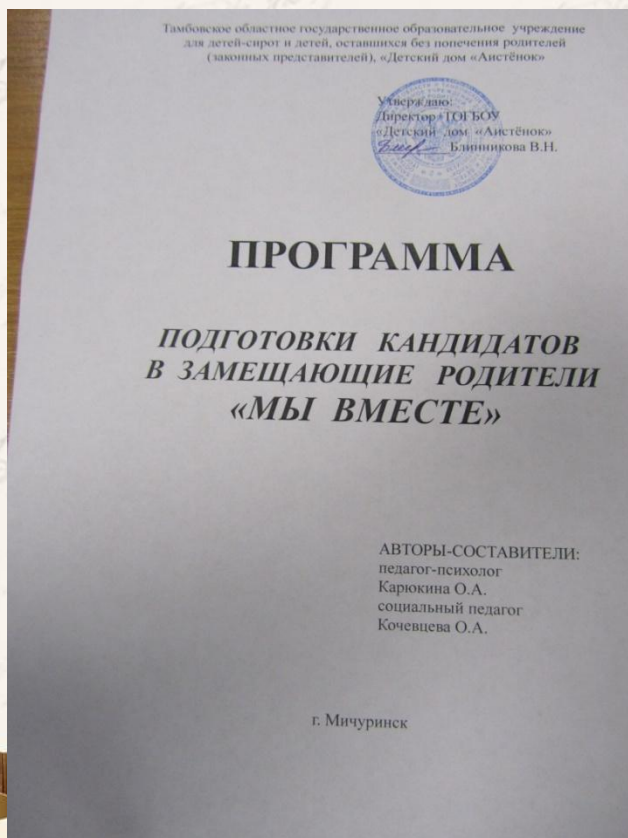 Тамбовское областное государственное образовательное учреждение
для детей-сирот и детей, оставшихся без попечения родителей
(законных представителей), «Детский дом «Аистёнок»
Утверждаю:
Директор ТОГБОУ
«Детский дом «Аистёнок»
Блинникова В.Н.
ПРОГРАММА
ПОДГОТОВКИ КАНДИДАТОВ
В ЗАМЕЩАЮЩИЕ РОДИТЕЛИ
«МЫ ВМЕСТЕ»
АВТОРЫ-СОСТАВИТЕЛИ:
педагог-психолог
Карюкина О.А.
социальный педагог
Кочевцева О.А.
г. Мичуринск